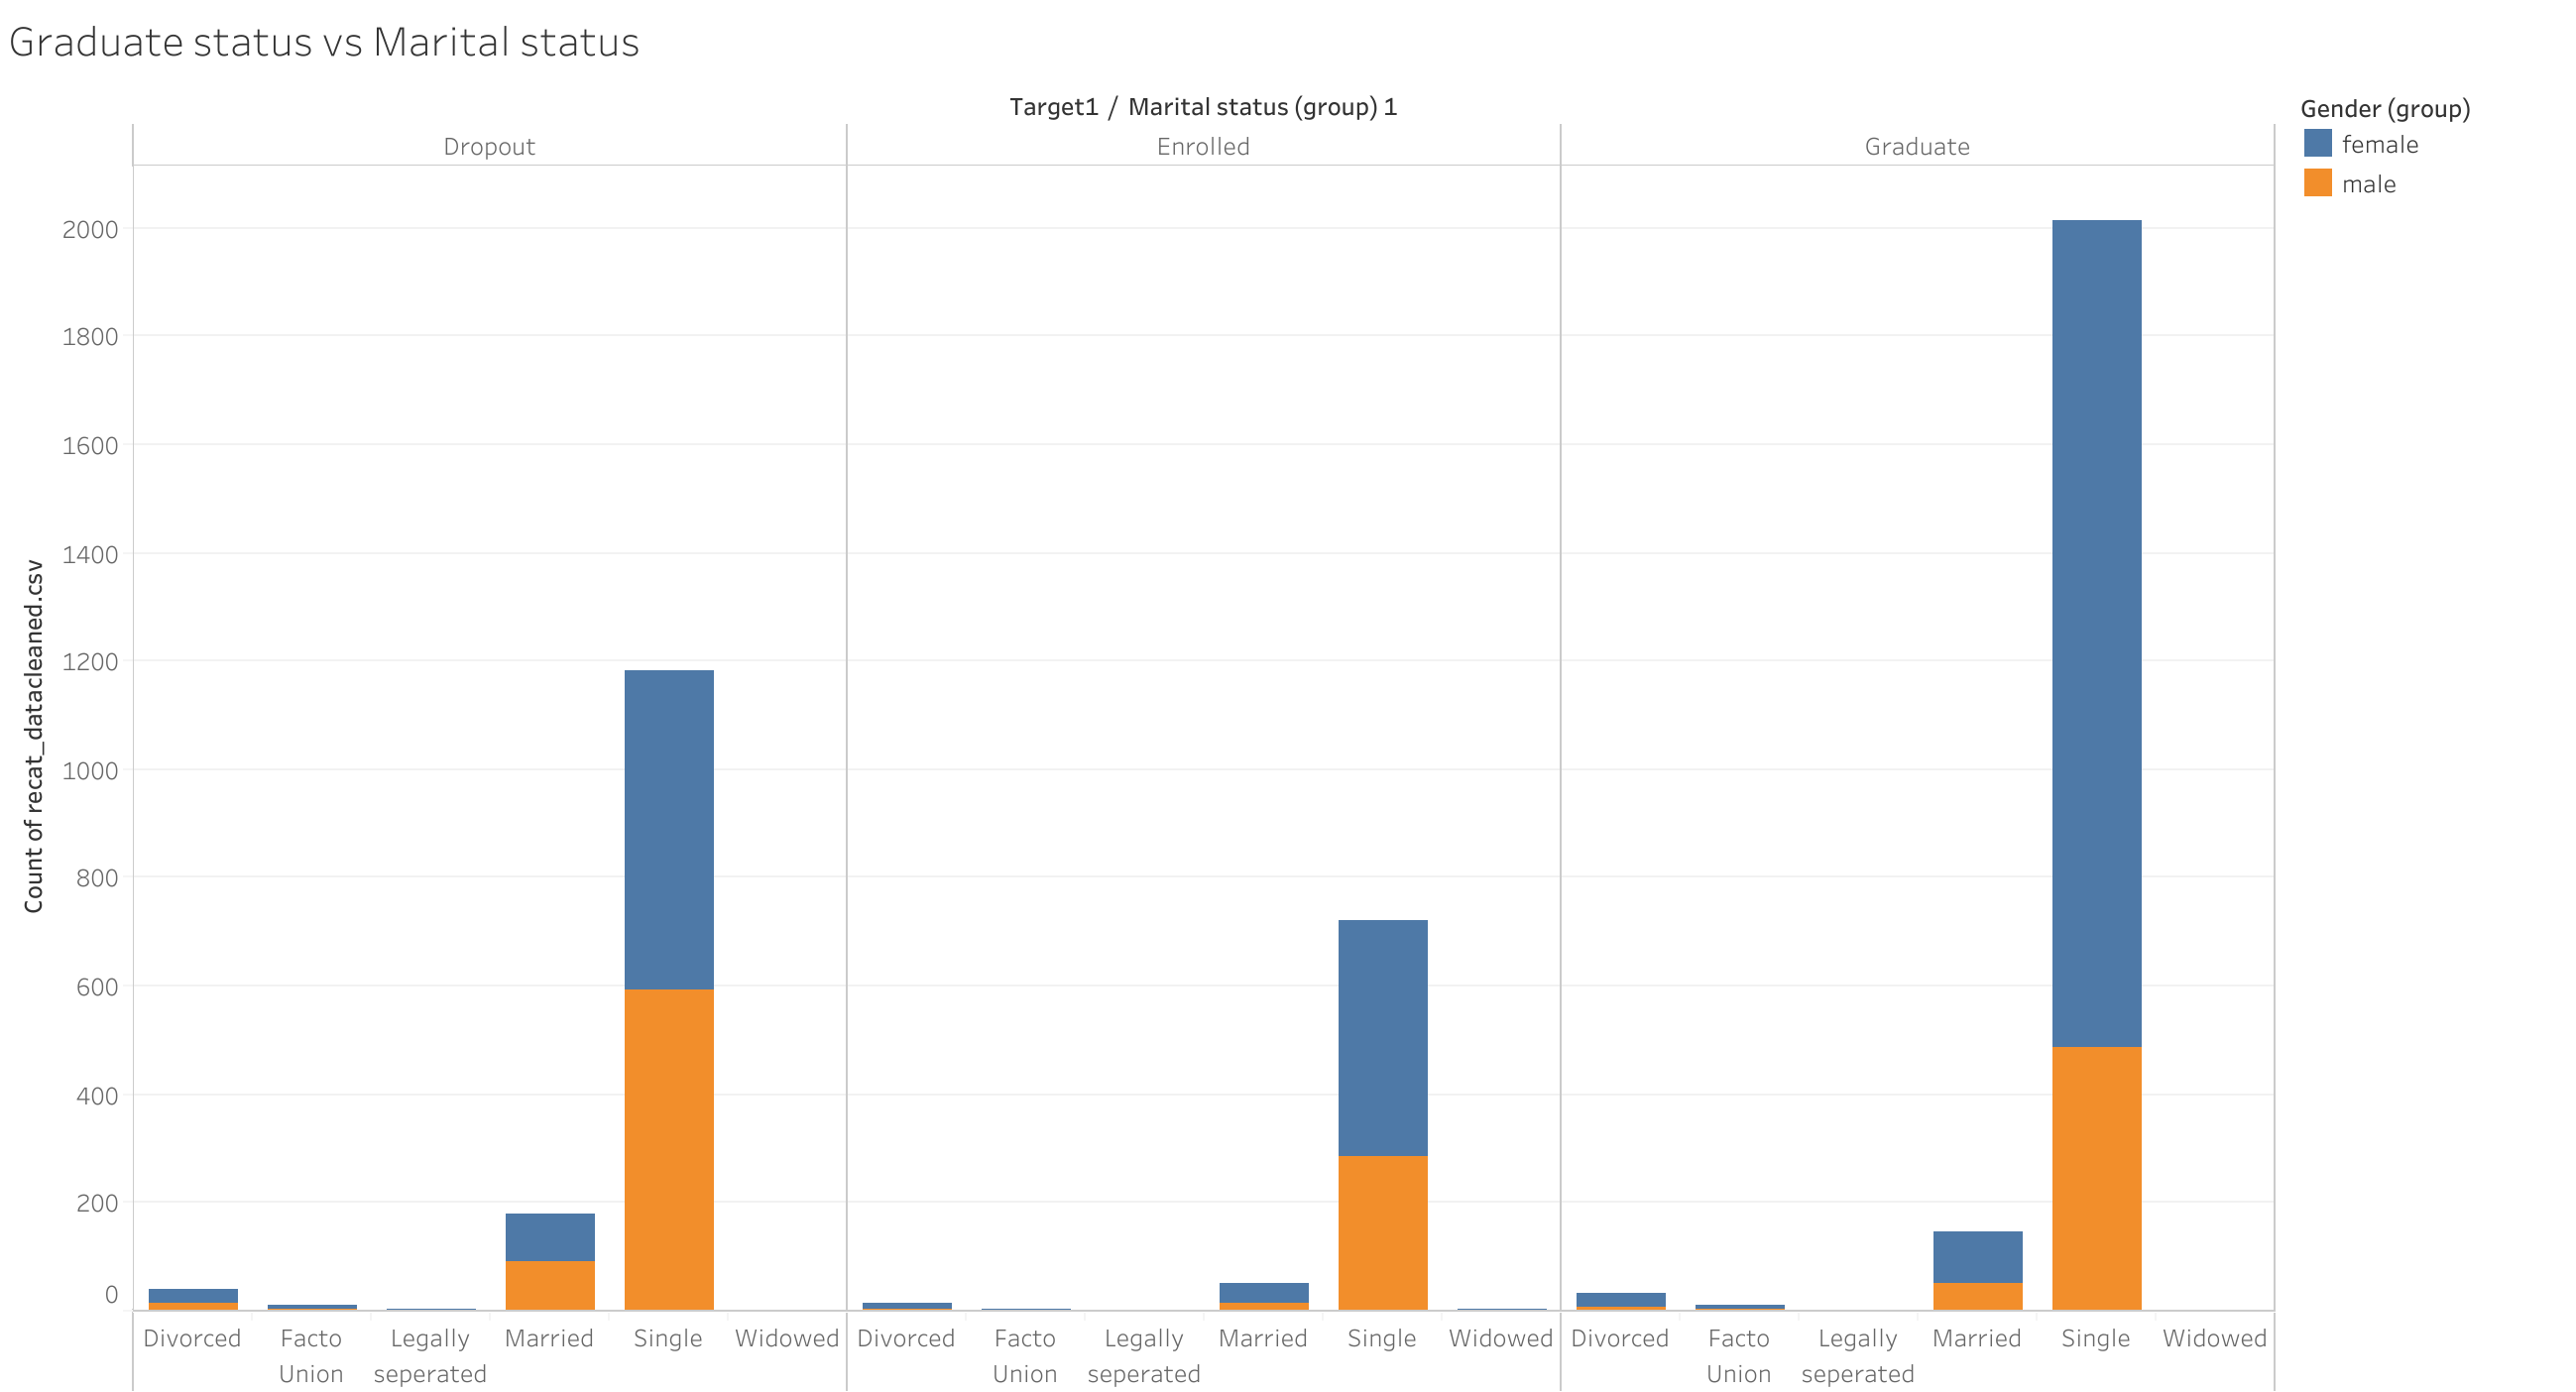 Graduate status vs Marital status
Target1 / Marital status (group) 1
Gender (group)
female
male
Dropout
Enrolled
Graduate
Count of recat_datacleaned.csv
2000
1800
1600
1400
1200
1000
800
600
400
200
0
Divorced
Facto
Union
Legally
seperated
Married
Single
Widowed
Divorced
Facto
Union
Legally
seperated
Married
Single
Widowed
Divorced
Facto
Union
Legally
seperated
Married
Single
Widowed